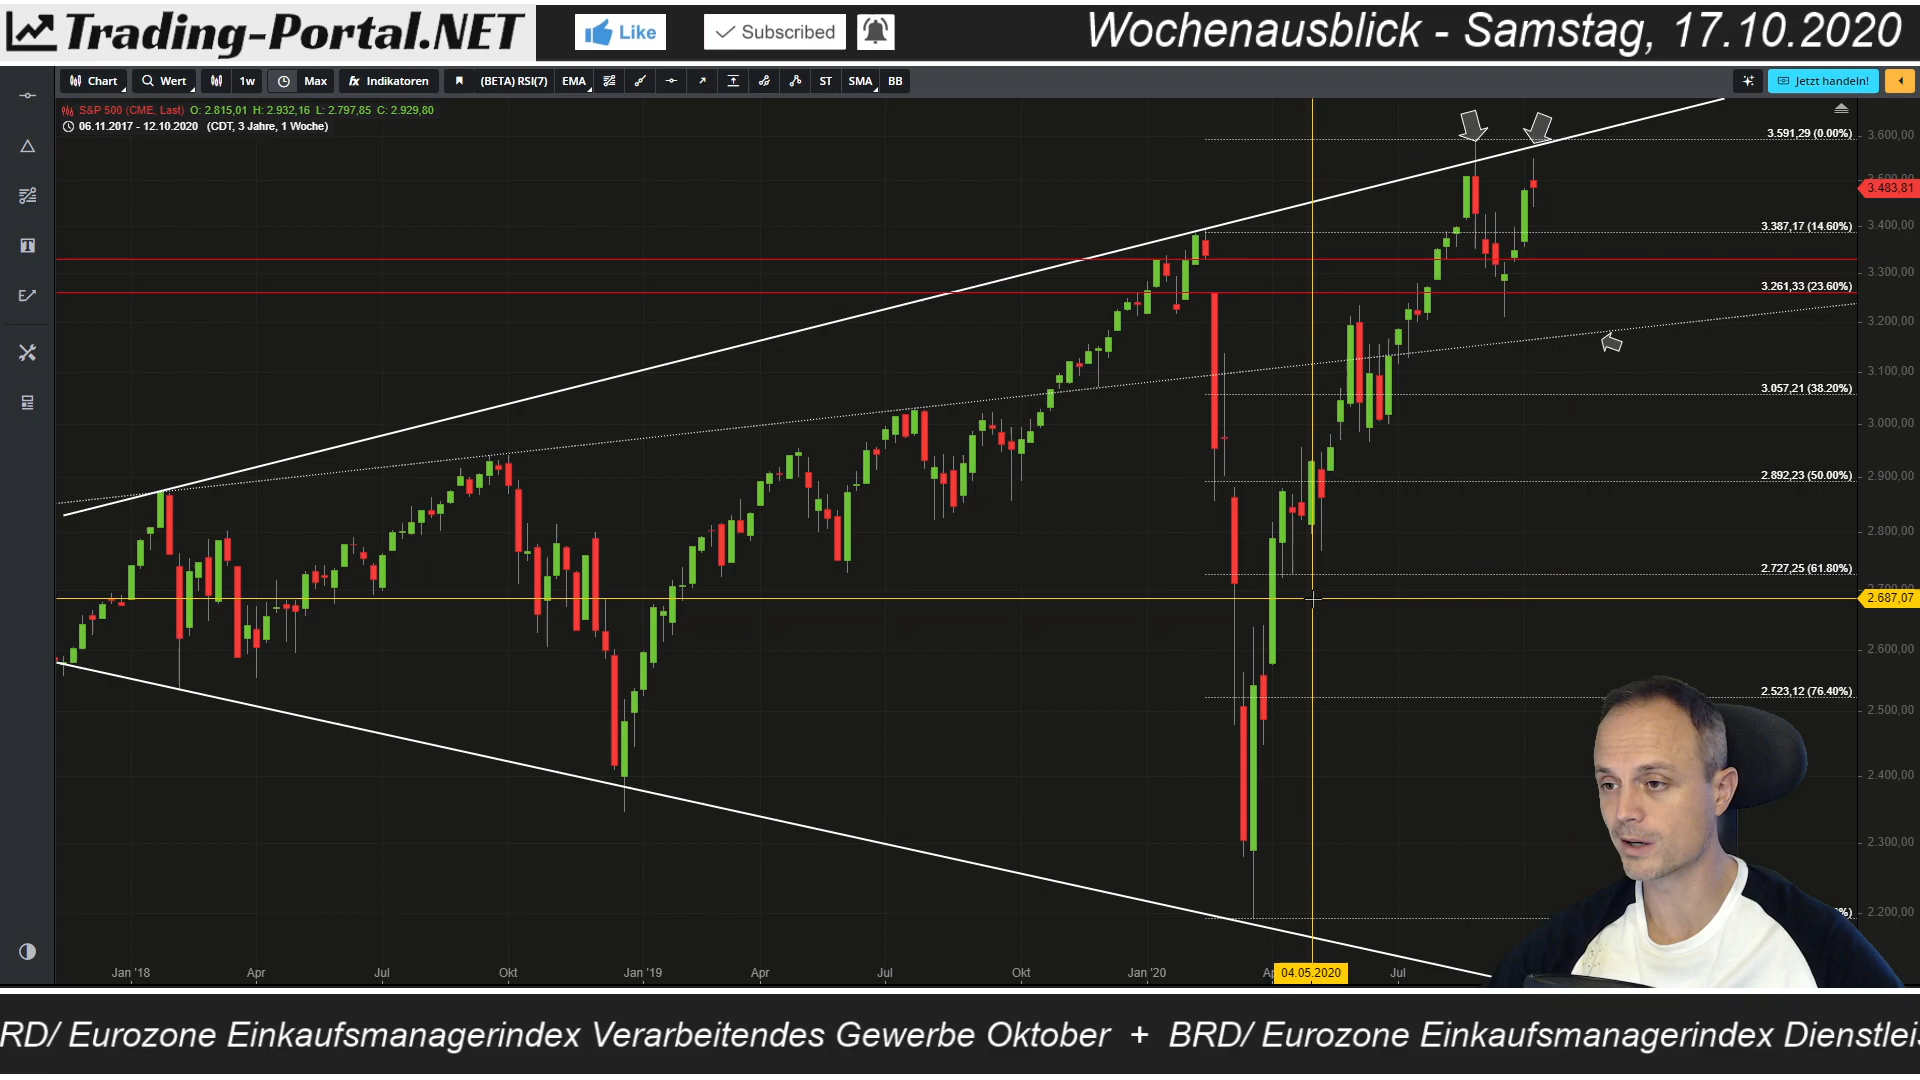 Trading-Portal.NET
Like
Subscribed
Wochenausblick - Samstag, 17.10.2020
Chart
Wert
1w
Max
fx Indikatoren
(BETA) RSI(7)
EMA
ST
SMA
BB
Jetzt handeln!
S&P 500 (CME, Last) O: 2.815,01 H: 2.932,16 L: 2.797,85 C: 2.929,80
06.11.2017 - 12.10.2020 (CDT, 3 Jahre, 1 Woche)
3.591,29 (0.00%)
3.600,00
3.483,81
3.387,17 (14.60%)
3.400,00
3.300,00
3.261,33 (23.60%)
3.200,00
3.100,00
3.057,21 (38.20%)
3.000,00
2.892,23 (50.00%)
2.900,00
2.800,00
2.727,25 (61.80%)
2.687,07
2.600,00
2.523,12 (76.40%)
2.500,00
2.400,00
2.300,00
%)
2.200,00
Jan '18
Apr
Jul
Okt
Jan '19
Apr
Jul
Okt
Jan '20
04.05.2020
Jul
RD/ Eurozone Einkaufsmanagerindex Verarbeitendes Gewerbe Oktober + BRD/ Eurozone Einkaufsmanagerindex Dienstleis